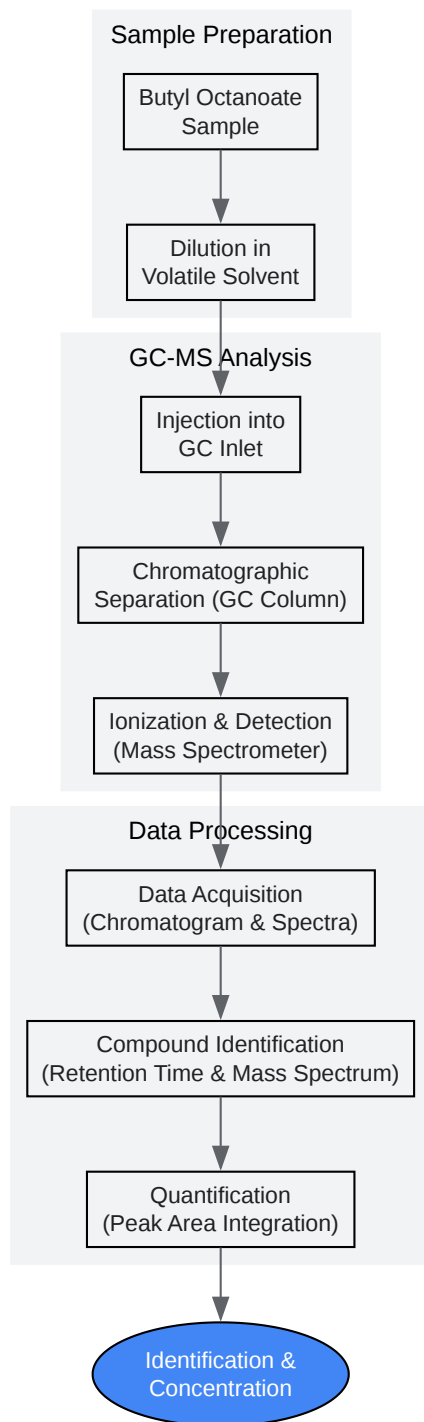 Sample Preparation
Butyl Octanoate
Sample
Dilution in
Volatile Solvent
GC-MS Analysis
Injection into
GC Inlet
Chromatographic
Separation (GC Column)
Ionization & Detection
(Mass Spectrometer)
Data Processing
Data Acquisition
(Chromatogram & Spectra)
Compound Identification
(Retention Time & Mass Spectrum)
Quantification
(Peak Area Integration)
Identification &
Concentration